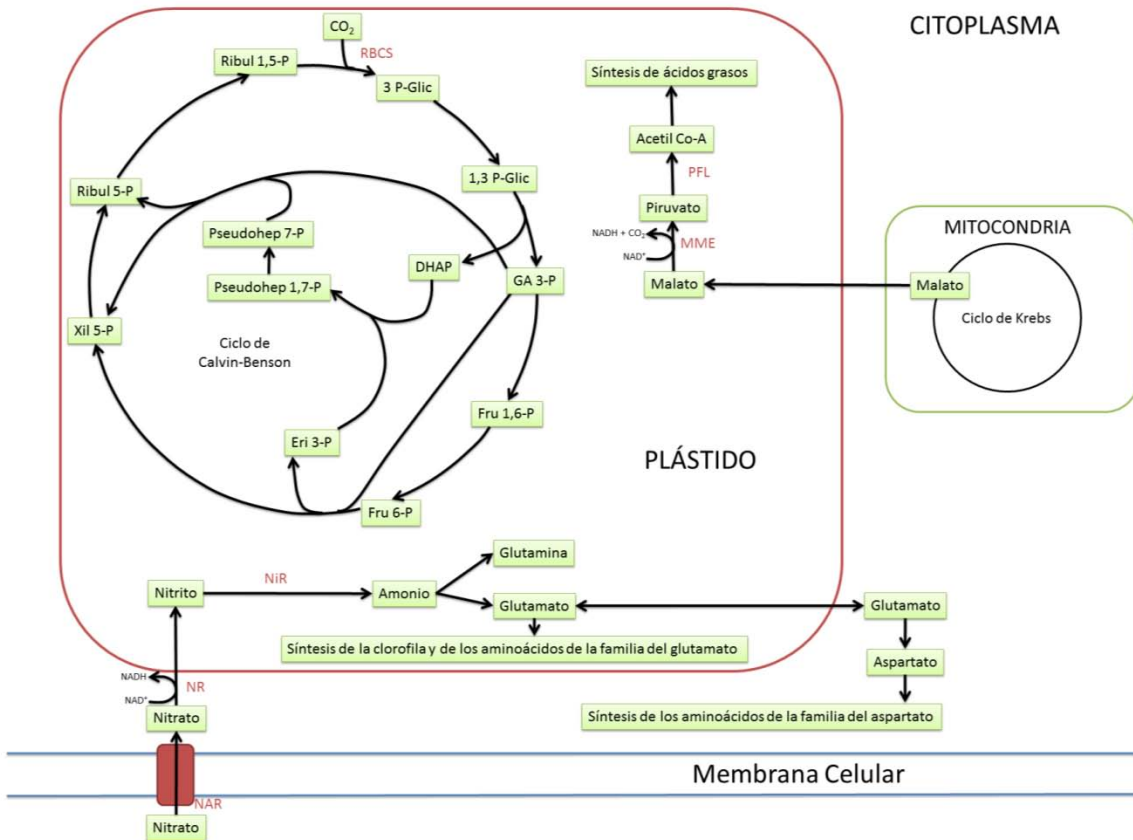 CITOPLASMA
CO2
RBCS
Ribul 1,5-P
3 P-Glic
1,3 P-Glic
Ribul 5-P
Pseudohep 7-P
DHAP
GA 3-P
Pseudohep 1,7-P
Xil 5-P
Ciclo de
Calvin-Benson
Fru 1,6-P
Eri 3-P
Fru 6-P
Síntesis de ácidos grasos
Acetil Co-A
PFL
Piruvato
NADH + CO2
MME
NAD+
Malato
MITOCONDRIA
Malato
Ciclo de Krebs
PLÁSTIDO
Glutamina
NiR
Nitrito
Amonio
Glutamato
Glutamato
Síntesis de la clorofila y de los aminoácidos de la familia del glutamato
Aspartato
NADH
NR
NAD+
Nitrato
Síntesis de los aminoácidos de la familia del aspartato
Membrana Celular
NAR
Nitrato